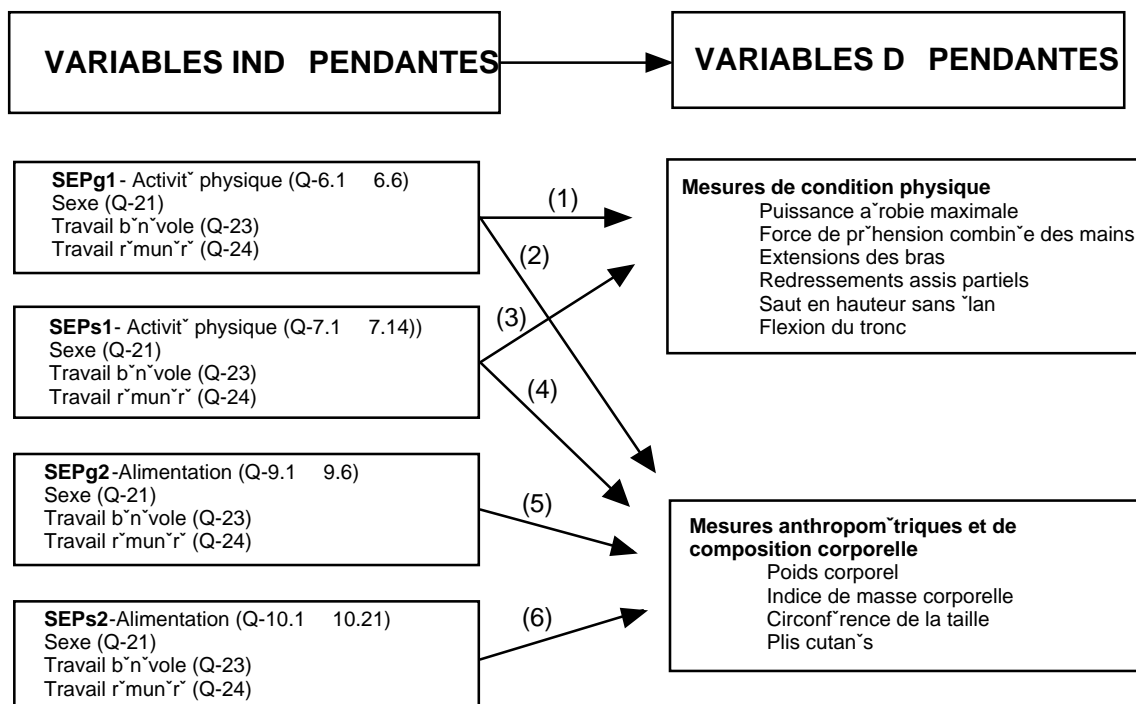 VARIABLES IND PENDANTES
VARIABLES D PENDANTES
SEPg1- Activitˇ physique (Q-6.1 6.6)
Sexe (Q-21)
Travail bˇnˇvole (Q-23)
Travail rˇmunˇrˇ (Q-24)
SEPs1- Activitˇ physique (Q-7.1 7.14))
Sexe (Q-21)
Travail bˇnˇvole (Q-23)
Travail rˇmunˇrˇ (Q-24)
SEPg2-Alimentation (Q-9.1 9.6)
Sexe (Q-21)
Travail bˇnˇvole (Q-23)
Travail rˇmunˇrˇ (Q-24)
SEPs2-Alimentation (Q-10.1 10.21)
Sexe (Q-21)
Travail bˇnˇvole (Q-23)
Travail rˇmunˇrˇ (Q-24)
(1)
(2)
(3)
(4)
(5)
(6)
Mesures de condition physique
Puissance aˇrobie maximale
Force de prˇhension combinˇe des mains
Extensions des bras
Redressements assis partiels
Saut en hauteur sans ˇlan
Flexion du tronc
Mesures anthropomˇtriques et de
composition corporelle
Poids corporel
Indice de masse corporelle
Circonfˇrence de la taille
Plis cutanˇs